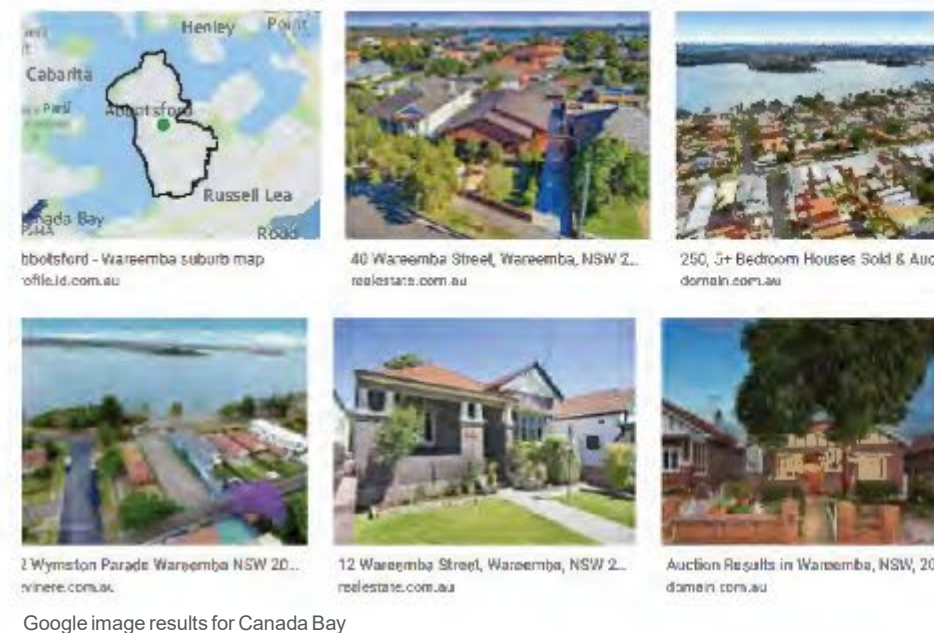 Henley Point
Cabarita
Abbotsford
Russell Lea
Bay
bbotsford - Wareemba suburb map
40 Wareemba Street, Wareemba, NSW 2...
250, 5+ Bedroom Houses Sold & Auc
ofile.id.com.au
realestate.com.au
domain.com.au
2 Wymston Parade Wareemba NSW 20...
12 Wareemba Street, Wareemba, NSW 2...
Auction Results in Wareemba, NSW, 20
realestate.com.au
domain.com.au
Google image results for Canada Bay